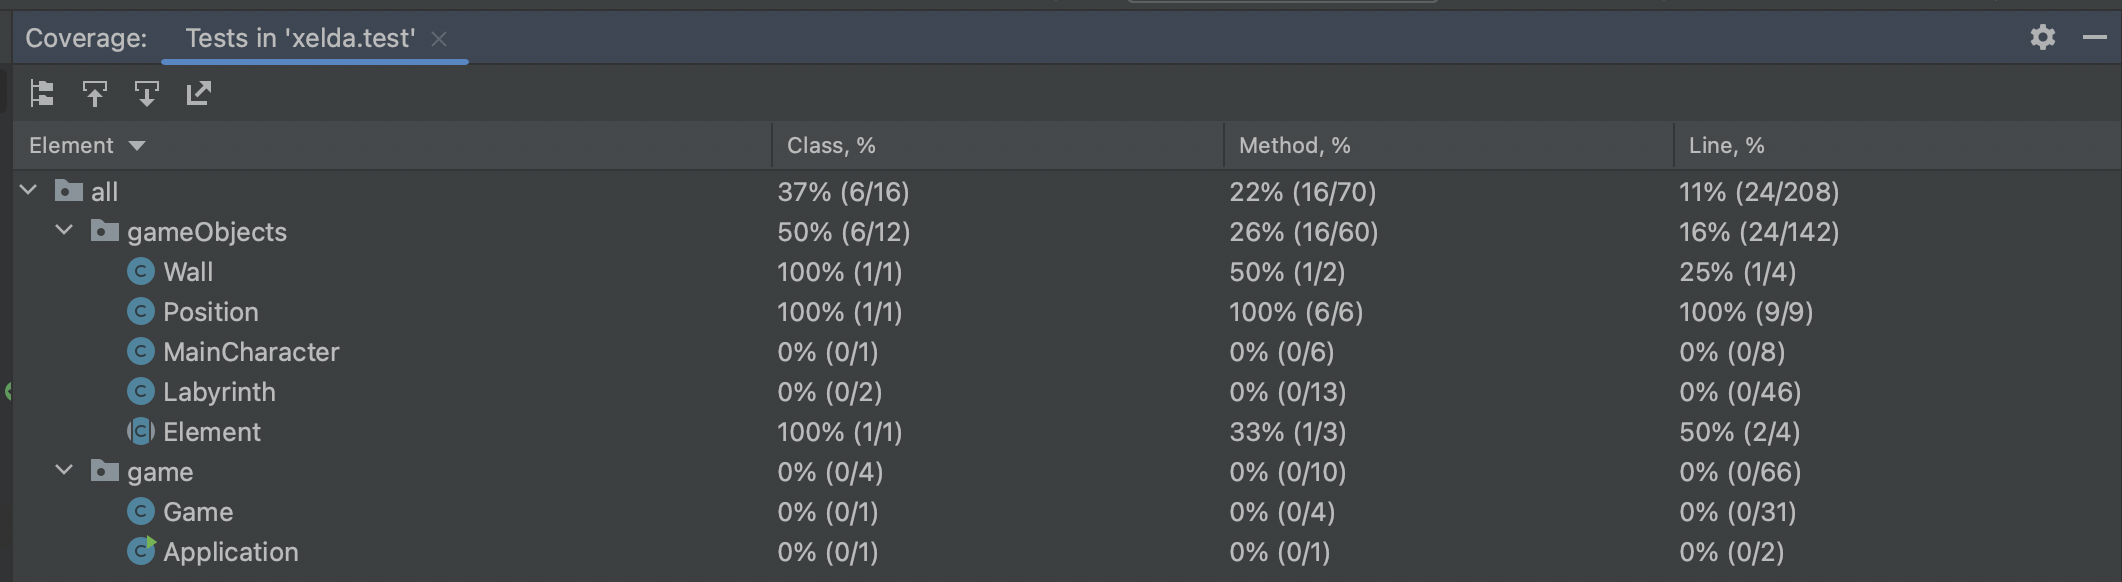 Coverage: Tests in 'xelda.test'
Element Class, % Method, % Line, %
all 37% (6/16) 22% (16/70) 11% (24/208)
gameObjects 50% (6/12) 26% (16/60) 16% (24/142)
Wall 100% (1/1) 50% (1/2) 25% (1/4)
Position 100% (1/1) 100% (6/6) 100% (9/9)
MainCharacter 0% (0/1) 0% (0/6) 0% (0/8)
Labyrinth 0% (0/2) 0% (0/13) 0% (0/46)
Element 100% (1/1) 33% (1/3) 50% (2/4)
game 0% (0/4) 0% (0/10) 0% (0/66)
Game 0% (0/1) 0% (0/4) 0% (0/31)
Application 0% (0/1) 0% (0/1) 0% (0/2)